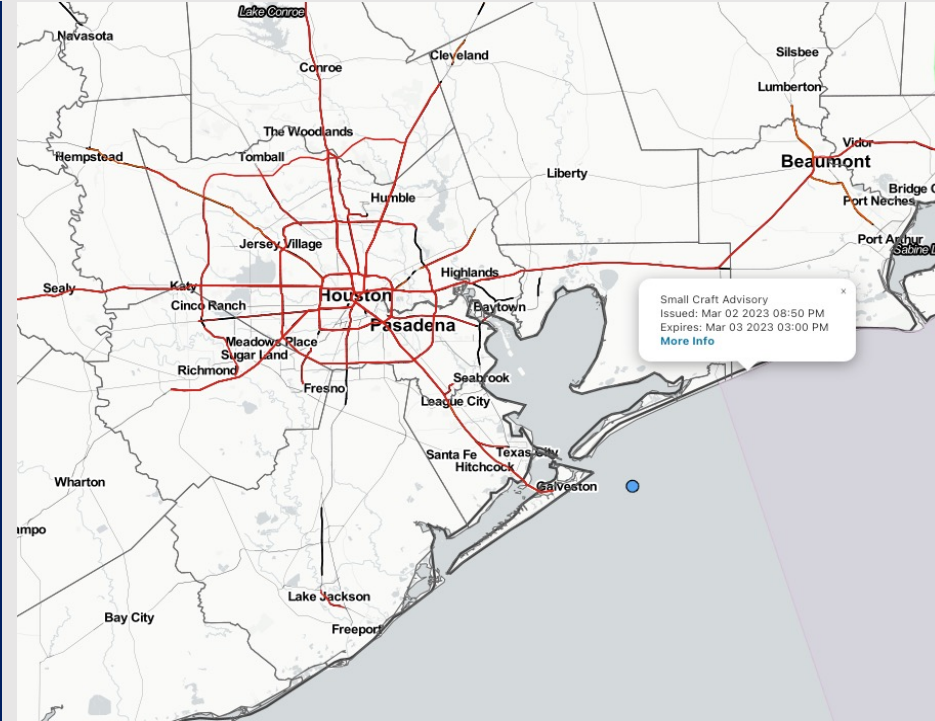 Lake Conroe
Navasota
Cleveland
Silsbee
Conroe
Lumberton
The Woodlands
Vidor
Hempstead
Tomball
Beaumont
Liberty
Bridge C
Humble
Port Neches
Jersey Village
Port Arthur
Sabine L
Highlands
Sealy
Katy
Houston
Cinco Ranch
Baytown
Pasadena
Small Craft Advisory
Issued: Mar 02 2023 08:50 PM
Expires: Mar 03 2023 03:00 PM
More Info
×
Meadows Place
Sugar Land
Richmond
Seabrook
Fresno
League City
Santa Fe
Texas City
Hitchcock
Wharton
Galveston
ampo
Lake Jackson
Bay City
Freeport